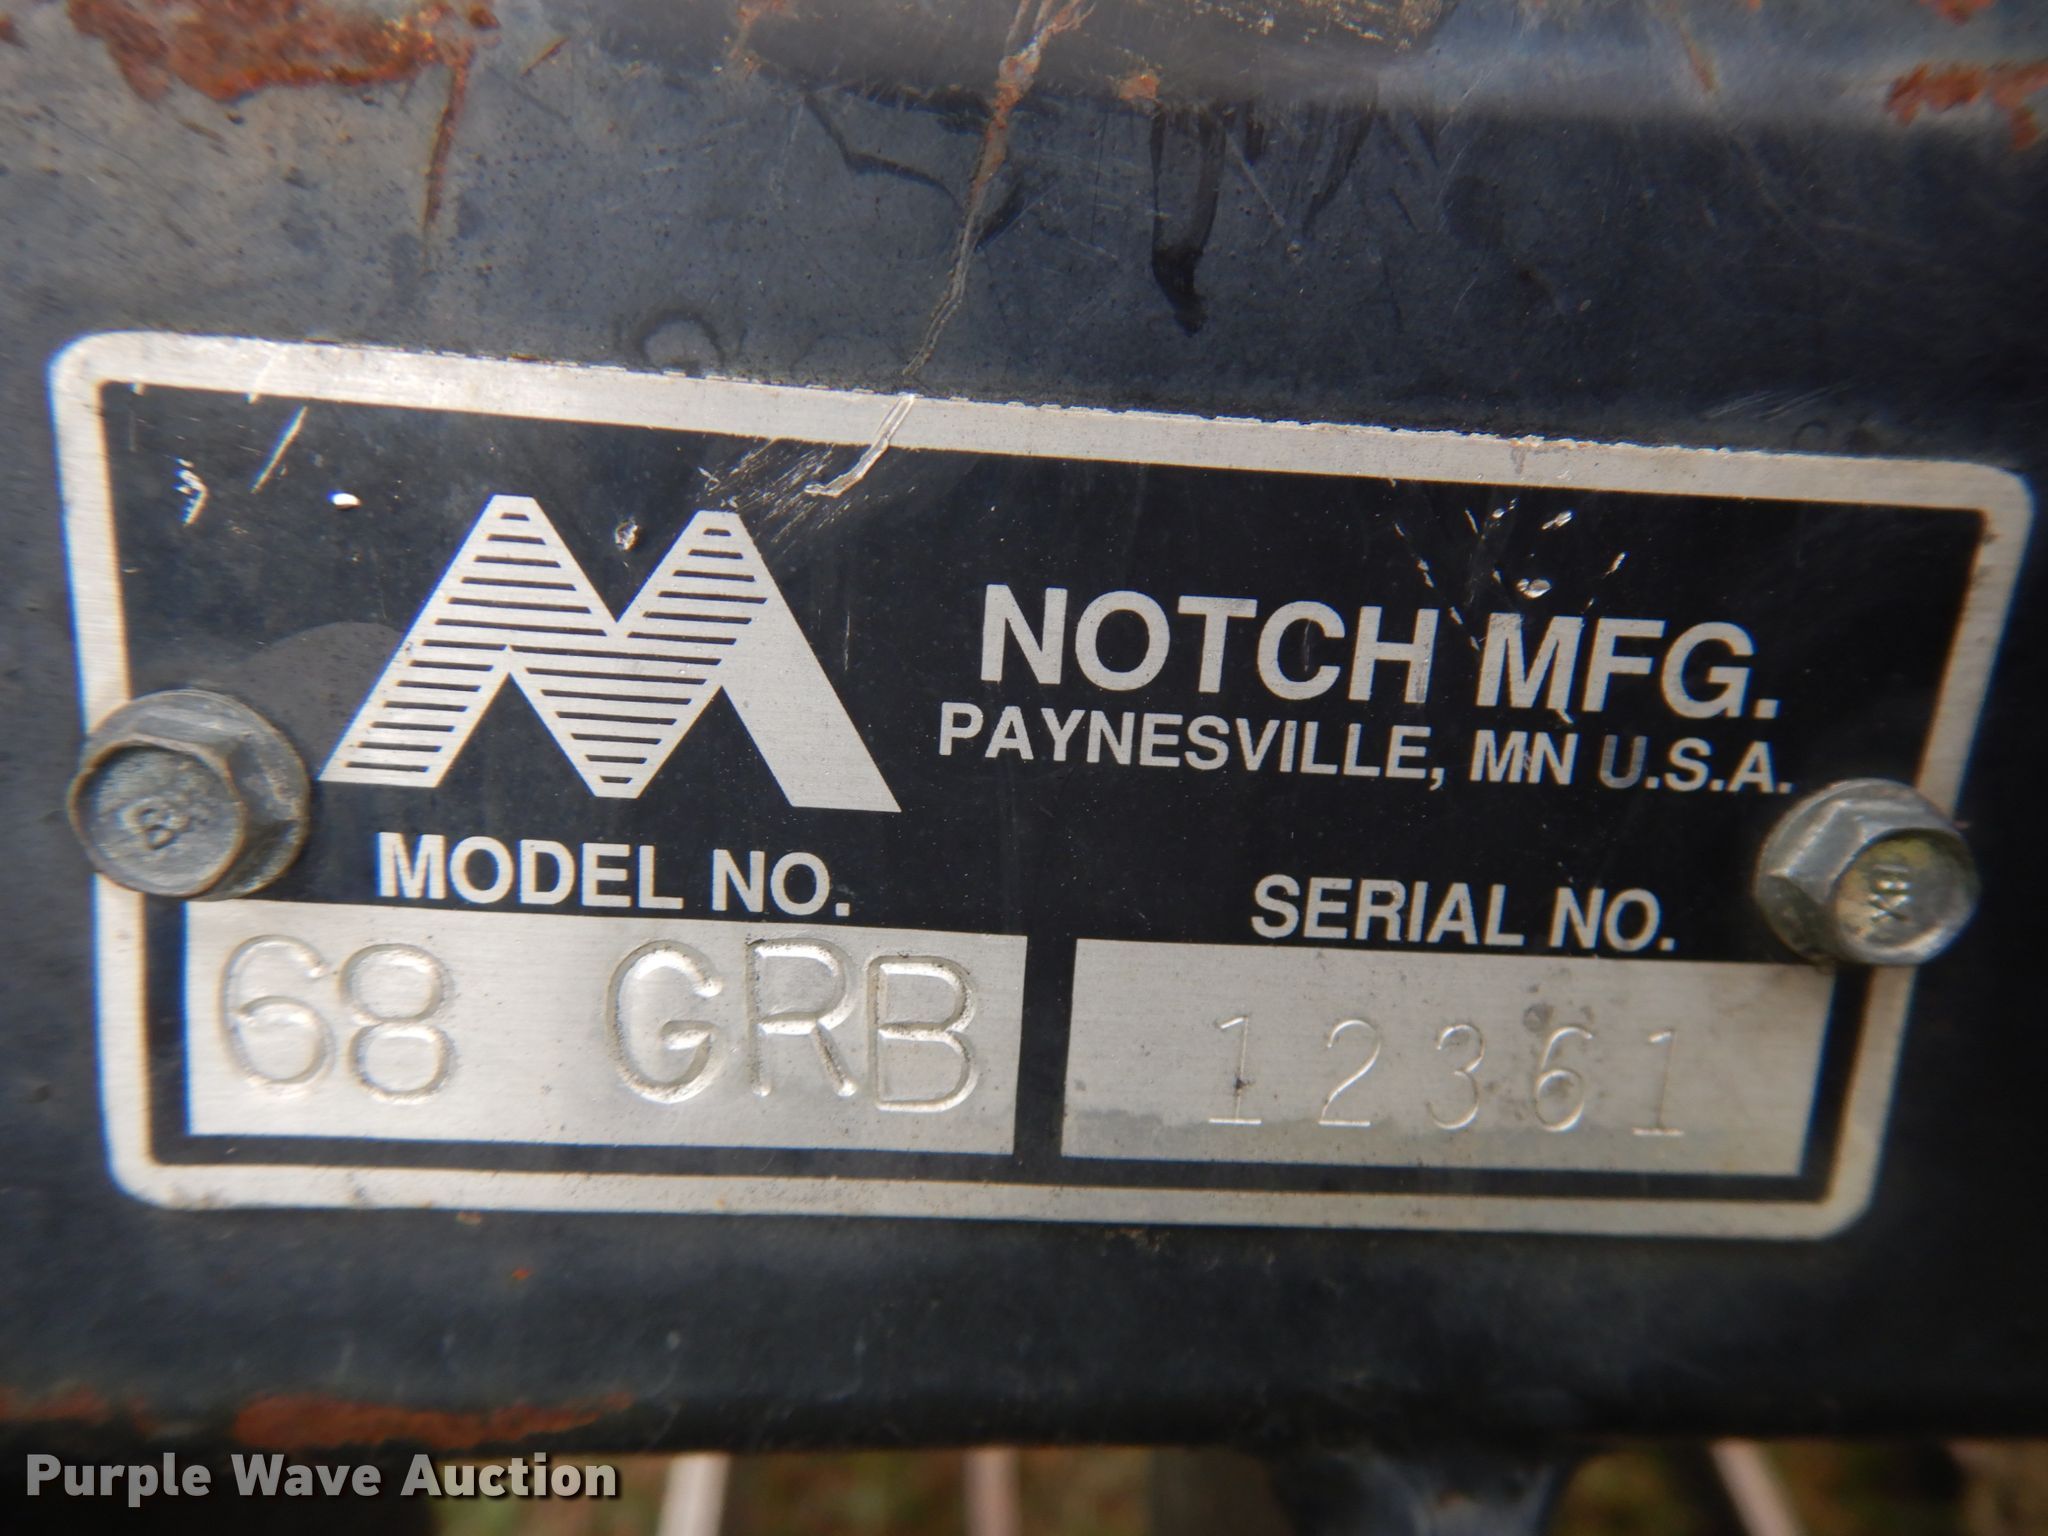 NOTCH MFG.
PAYNESVILLE, MN U.S.A.
MODEL NO.
68 GRB
SERIAL NO.
12361
Purple Wave Auction